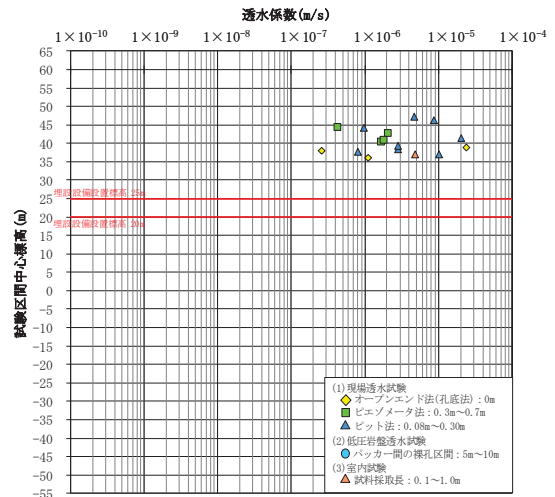 透水係数(m/s)
1×10⁻¹⁰ 1×10⁻⁹ 1×10⁻⁸ 1×10⁻⁷ 1×10⁻⁶ 1×10⁻⁵ 1×10⁻⁴
試験区間中心標高(m)
65
60
55
50
45
40
35
30
25
20
15
10
5
0
-5
-10
-15
-20
-25
-30
-35
-40
-45
-50
-55
埋設設備設置標高 25m
埋設設備設置標高 20m
(1)現場透水試験
オープンエンド法(孔底法):0m
ピエゾメータ法:0.3m~0.7m
ピット法:0.08m~0.30m
(2)低圧岩盤透水試験
パッカー間の裸孔区間:5m~10m
(3)室内試験
試料採取長:0.1~1.0m